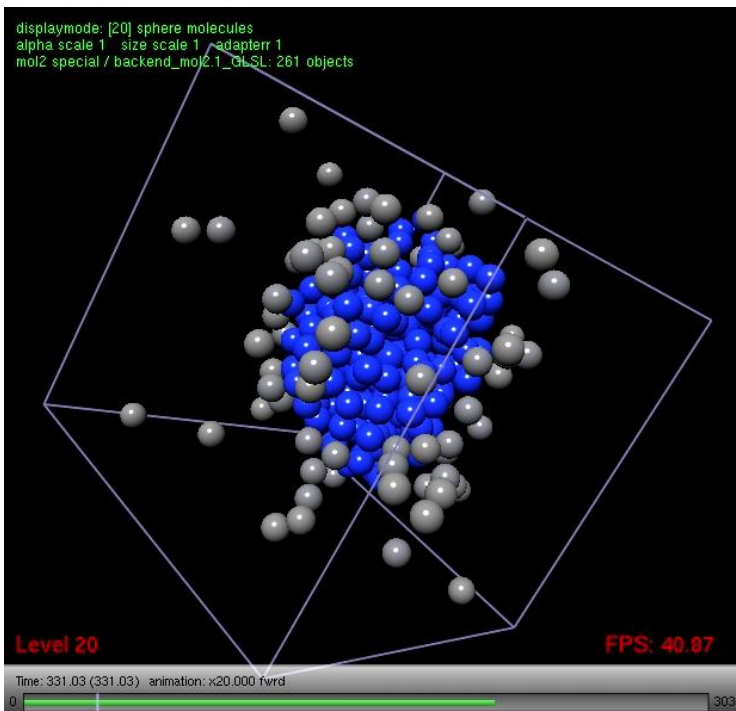 displaymode: [20] sphere molecules
alpha scale 1 size scale 1 adapterr 1
mol2 special / backend_mol2.1_GLSL: 261 objects
Level 20 FPS: 40.87
Time: 331.03 (331.03) animation: x20.000 fwrd
0 303